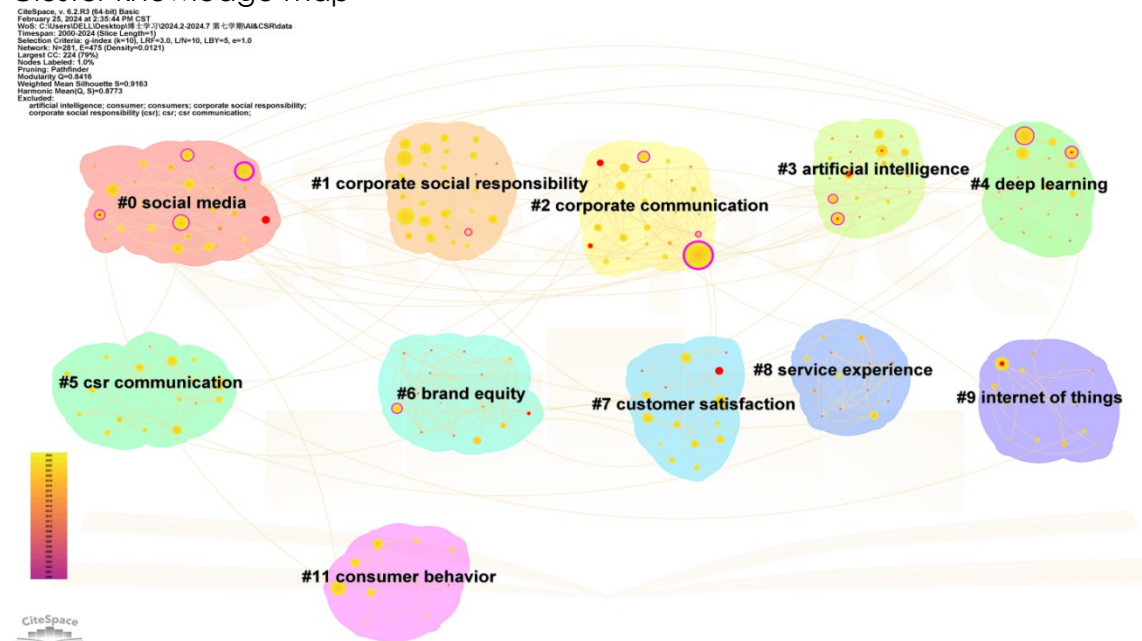 Cluster knowledge map
CiteSpace, v. 6.2.R3 (64-bit) Basic
February 25, 2024 at 2:35:44 PM CST
WoS: C:\Users\DELL\Desktop\博士学习\2024.2-2024.7 第七学期\AI&CSR\data
Timespan: 2000-2024 (Slice Length=1)
Selection Criteria: g-index (k=10), LRF=3.0, L/N=10, LBY=5, e=1.0
Network: N=281, E=475 (Density=0.0121)
Largest CC: 224 (79%)
Nodes Labeled: 1.0%
Pruning: Pathfinder
Modularity Q=0.8416
Weighted Mean Silhouette S=0.9163
Harmonic Mean(Q, S)=0.8773
Excluded:
artificial intelligence; consumer; consumers; corporate social responsibility;
corporate social responsibility (csr); csr; csr communication;
#0 social media
#1 corporate social responsibility
#2 corporate communication
#3 artificial intelligence
#4 deep learning
#5 csr communication
#6 brand equity
#7 customer satisfaction
#8 service experience
#9 internet of things
#11 consumer behavior
CiteSpace